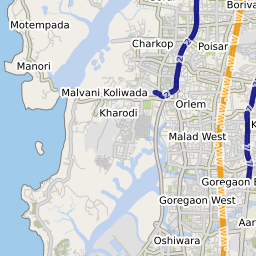 Motempada
Boriva
Charkop
Poisar
Manori
Malvani Koliwada
Orlem
Kharodi
Malad West
K
Goregaon E
Goregaon West
Aar
Oshiwara